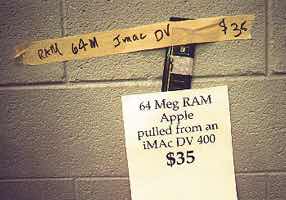 RAM 64M Imac DV $35
64 Meg RAM
Apple
pulled from an
iMAc DV 400
$35